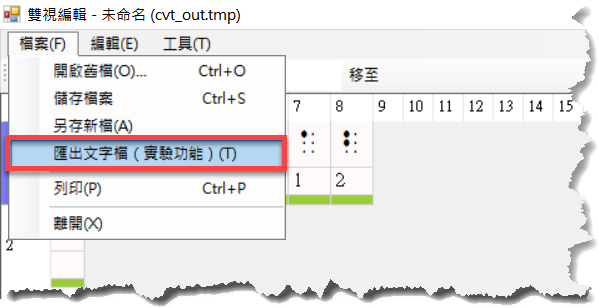 雙視編輯 - 未命名 (cvt_out.tmp)
檔案(F) 編輯(E) 工具(T)
開啟舊檔(O)... Ctrl+O
移至
儲存檔案 Ctrl+S
另存新檔(A)
7 8 9 10 11 12 13 14 15
匯出文字檔（實驗功能）(T)
列印(P) Ctrl+P
1 2
離開(X)
2